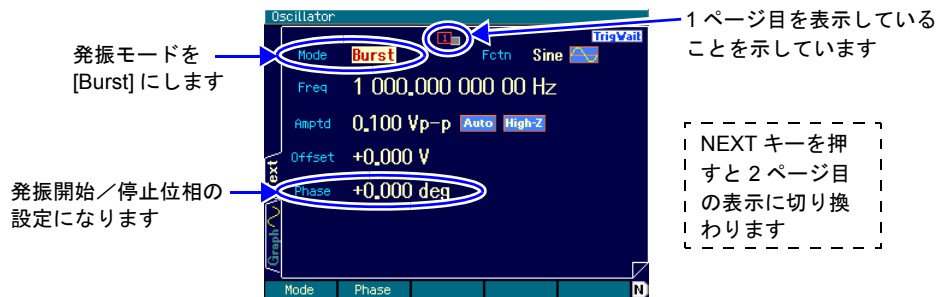 Oscillator
1 ページ目を表示している
ことを示しています
発振モードを
[Burst] にします
1
TrigWait
Mode Burst Fctn Sine
Freq 1 000.000 000 00 Hz
Amptd 0.100 Vp-p Auto High-Z
Offset +0.000 V
Phase +0.000 deg
Text
Graph
発振開始／停止位相の
設定になります
NEXT キーを押
すと 2 ページ目
の表示に切り換
わります
Mode Phase N